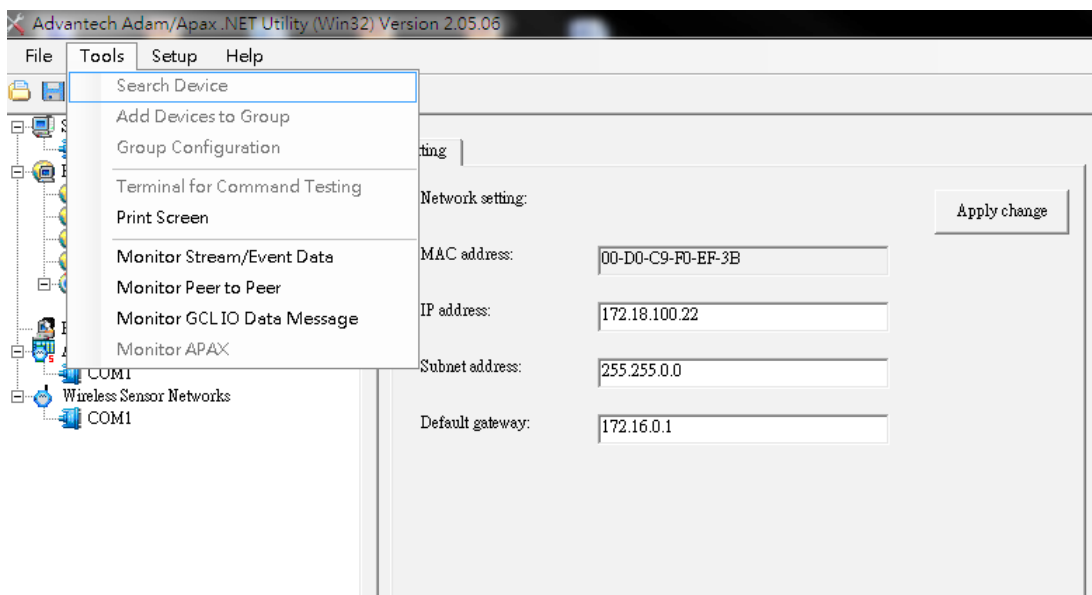 Advantech Adam/Apax .NET Utility (Win32) Version 2.05.06
File Tools Setup Help
Search Device
Add Devices to Group
Group Configuration
Terminal for Command Testing
Print Screen
Monitor Stream/Event Data
Monitor Peer to Peer
Monitor GCL IO Data Message
Monitor APAX
COM1
Wireless Sensor Networks
COM1
Network setting:
Apply change
MAC address: 00-D0-C9-F0-EF-3B
IP address: 172.18.100.22
Subnet address: 255.255.0.0
Default gateway: 172.16.0.1